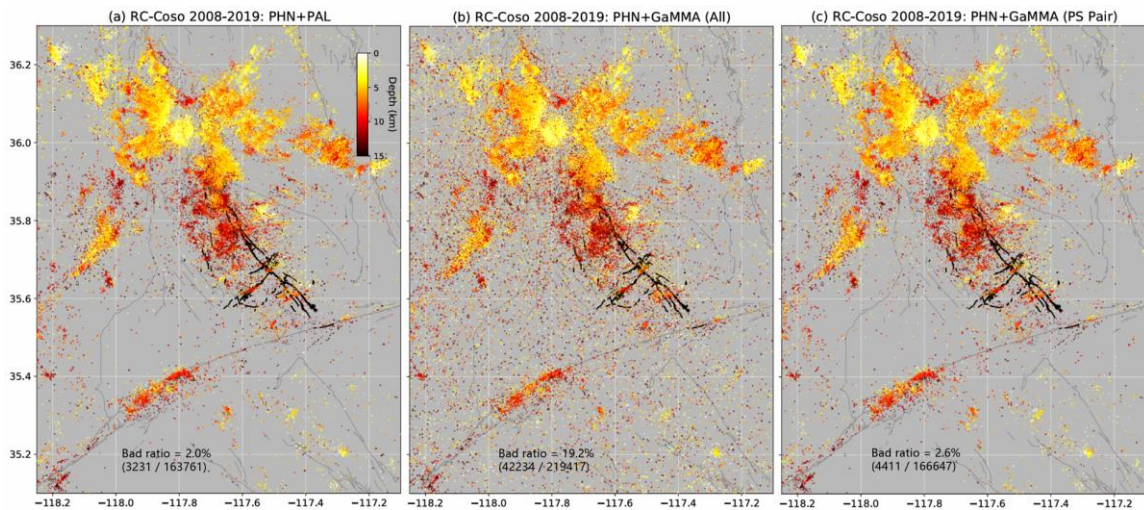 (a) RC-Coso 2008-2019: PHN+PAL
(b) RC-Coso 2008-2019: PHN+GaMMA (All)
(c) RC-Coso 2008-2019: PHN+GaMMA (PS Pair)
36.2
36.0
35.8
35.6
35.4
35.2
0
5
10
15
Depth (km)
Bad ratio = 2.0%
(3231 / 163761)
Bad ratio = 19.2%
(42234 / 219417)
Bad ratio = 2.6%
(4411 / 166647)
−118.2 −118.0 −117.8 −117.6 −117.4 −117.2
−118.2 −118.0 −117.8 −117.6 −117.4 −117.2
−118.2 −118.0 −117.8 −117.6 −117.4 −117.2